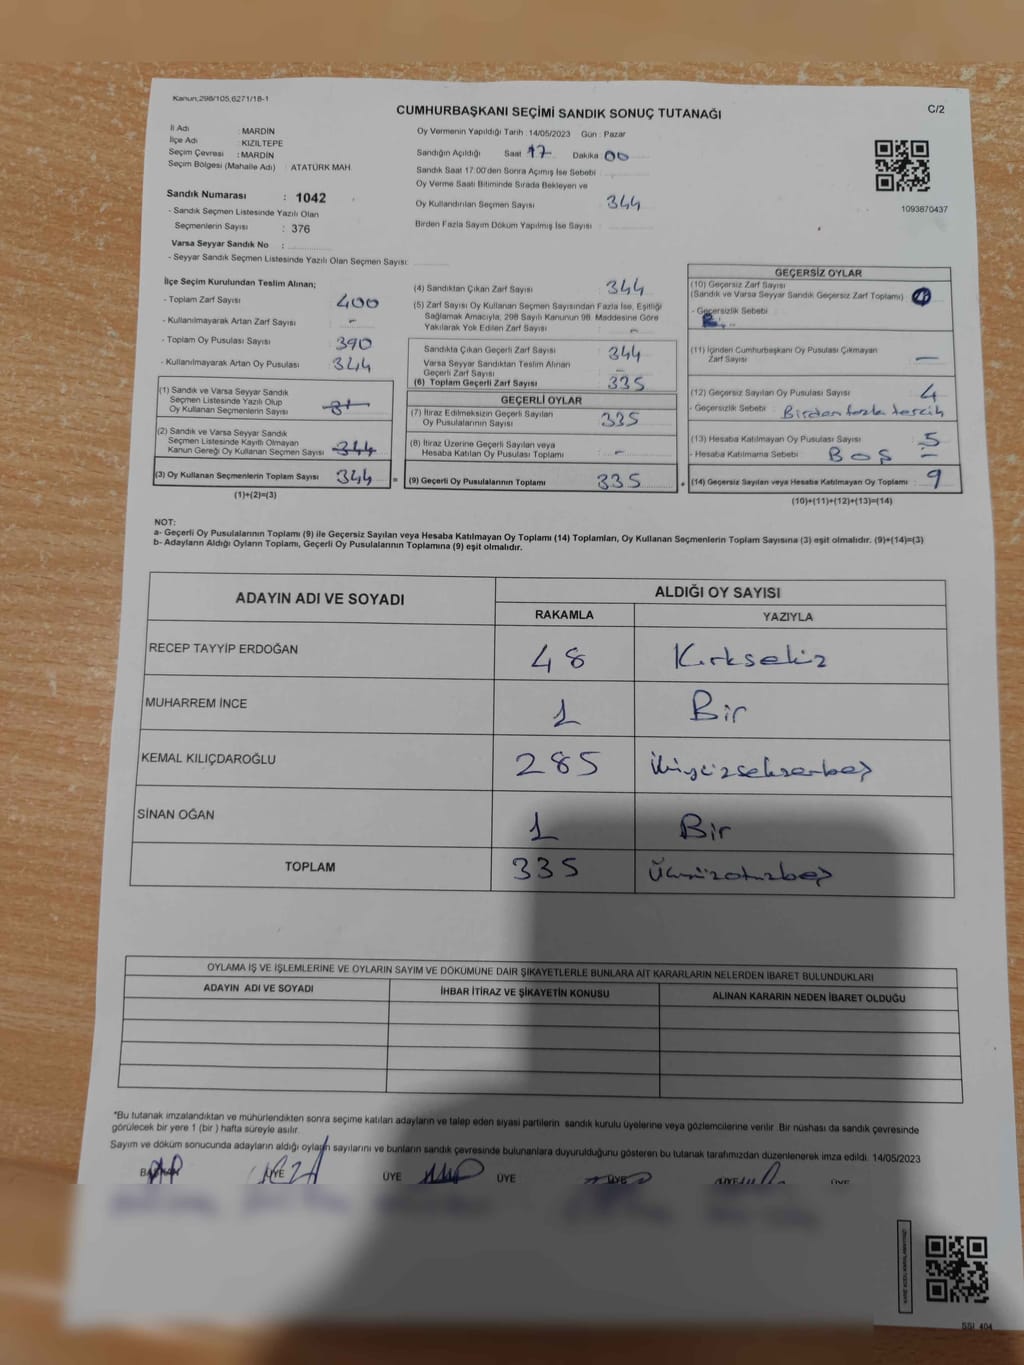 Kanun;298/105,6271/18-1
CUMHURBAŞKANI SEÇİMİ SANDIK SONUÇ TUTANAĞI
C/2
İl Adı : MARDİN
İlçe Adı : KIZILTEPE
Seçim Çevresi : MARDİN
Seçim Bölgesi (Mahalle Adı) : ATATÜRK MAH.
Sandık Numarası : 1042
- Sandık Seçmen Listesinde Yazılı Olan
Seçmenlerin Sayısı : 376
Varsa Seyyar Sandık No :
- Seyyar Sandık Seçmen Listesinde Yazılı Olan Seçmen Sayısı:
Oy Vermenin Yapıldığı Tarih : 14/05/2023 Gün : Pazar
Sandığın Açıldığı Saat 17 Dakika 00
Sandık Saat 17:00'den Sonra Açımış İse Sebebi
Oy Verme Saati Bitiminde Sırada Bekleyen ve
Oy Kullandırılan Seçmen Sayısı 344
Birden Fazla Sayım Döküm Yapılmış İse Sayısı
1093870437
İlçe Seçim Kurulundan Teslim Alınan;
- Toplam Zarf Sayısı 400
- Kullanılmayarak Artan Zarf Sayısı -
- Toplam Oy Pusulası Sayısı 390
- Kullanılmayarak Artan Oy Pusulası 344
(1) Sandık ve Varsa Seyyar Sandık
Seçmen Listesinde Yazılı Olup
Oy Kullanan Seçmenlerin Sayısı
(2) Sandık ve Varsa Seyyar Sandık
Seçmen Listesinde Kayıtlı Olmayan
Kanun Gereği Oy Kullanan Seçmen Sayısı 344
(3) Oy Kullanan Seçmenlerin Toplam Sayısı 344 =
(1)+(2)=(3)
(4) Sandıktan Çıkan Zarf Sayısı 344
(5) Zarf Sayısı Oy Kullanan Seçmen Sayısından Fazla İse, Eşitliği
Sağlamak Amacıyla, 298 Sayılı Kanunun 98. Maddesine Göre
Yakılarak Yok Edilen Zarf Sayısı -
Sandıkta Çıkan Geçerli Zarf Sayısı 344
Varsa Seyyar Sandıktan Teslim Alınan
Geçerli Zarf Sayısı -
(6) Toplam Geçerli Zarf Sayısı 335
GEÇERLİ OYLAR
(7) İtiraz Edilmeksizin Geçerli Sayılan
Oy Pusulalarının Sayısı 335
(8) İtiraz Üzerine Geçerli Sayılan veya
Hesaba Katılan Oy Pusulası Toplamı -
(9) Geçerli Oy Pusulalarının Toplamı 335 +
GEÇERSİZ OYLAR
(10) Geçersiz Zarf Sayısı
(Sandık ve Varsa Seyyar Sandık Geçersiz Zarf Toplamı)
- Geçersizlik Sebebi
(11) İçinden Cumhurbaşkanı Oy Pusulası Çıkmayan
Zarf Sayısı -
(12) Geçersiz Sayılan Oy Pusulası Sayısı 4
- Geçersizlik Sebebi Birden fazla tercih
(13) Hesaba Katılmayan Oy Pusulası Sayısı 5
- Hesaba Katılmama Sebebi BOŞ -
(14) Geçersiz Sayılan veya Hesaba Katılmayan Oy Toplamı 9
(10)+(11)+(12)+(13)=(14)
NOT:
a- Geçerli Oy Pusulalarının Toplamı (9) ile Geçersiz Sayılan veya Hesaba Katılmayan Oy Toplamı (14) Toplamları, Oy Kullanan Seçmenlerin Toplam Sayısına (3) eşit olmalıdır. (9)+(14)=(3)
b- Adayların Aldığı Oyların Toplamı, Geçerli Oy Pusulalarının Toplamına (9) eşit olmalıdır.
ADAYIN ADI VE SOYADI
ALDIĞI OY SAYISI
RAKAMLA YAZIYLA
RECEP TAYYİP ERDOĞAN 48 Kırksekiz
MUHARREM İNCE 1 Bir
KEMAL KILIÇDAROĞLU 285 ikiyüzseksenbeş
SİNAN OĞAN 1 Bir
TOPLAM 335 Üçyüzotuzbeş
OYLAMA İŞ VE İŞLEMLERİNE VE OYLARIN SAYIM VE DÖKÜMÜNE DAİR ŞİKAYETLERLE BUNLARA AİT KARARLARIN NELERDEN İBARET BULUNDUKLARI
ADAYIN ADI VE SOYADI İHBAR İTİRAZ VE ŞİKAYETİN KONUSU ALINAN KARARIN NEDEN İBARET OLDUĞU
*Bu tutanak imzalandıktan ve mühürlendikten sonra seçime katılan adayların ve talep eden siyasi partilerin sandık kurulu üyelerine veya gözlemcilerine verilir .Bir nüshası da sandık çevresinde
görülecek bir yere 1 (bir ) hafta süreyle asılır.
Sayım ve döküm sonucunda adayların aldığı oyların sayılarını ve bunların sandık çevresinde bulunanlara duyurulduğunu gösteren bu tutanak tarafımızdan düzenlenerek imza edildi. 14/05/2023
BAŞKAN ÜYE ÜYE ÜYE ÜYE ÜYE ÜYE
SSI_404